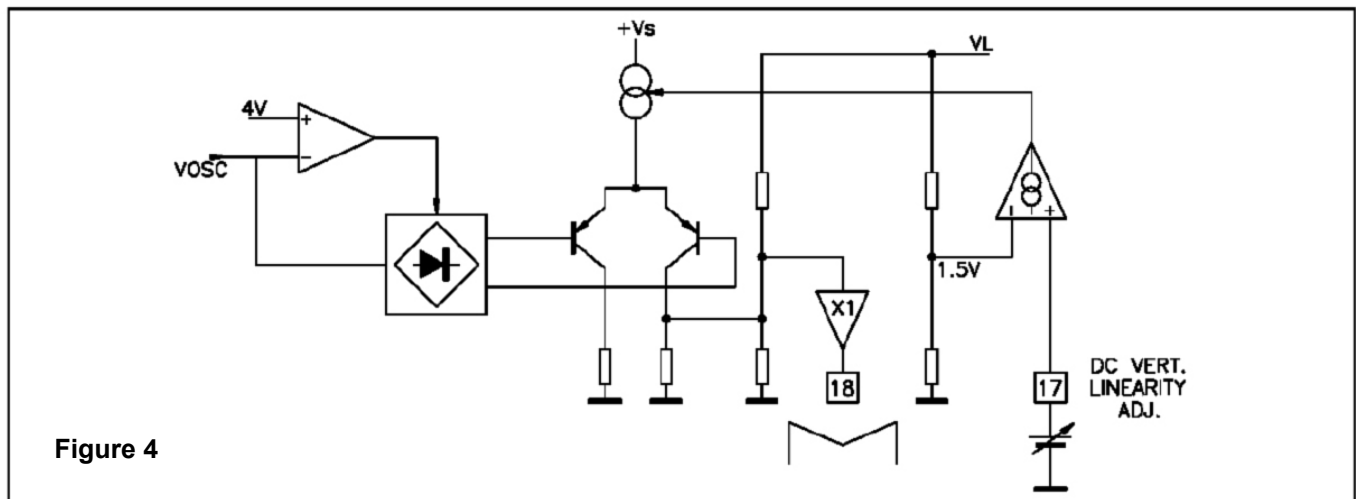 +Vs
VL
4V
+
-
VOSC
- +
1.5V
X1
18
17
DC VERT.
LINEARITY
ADJ.
Figure 4